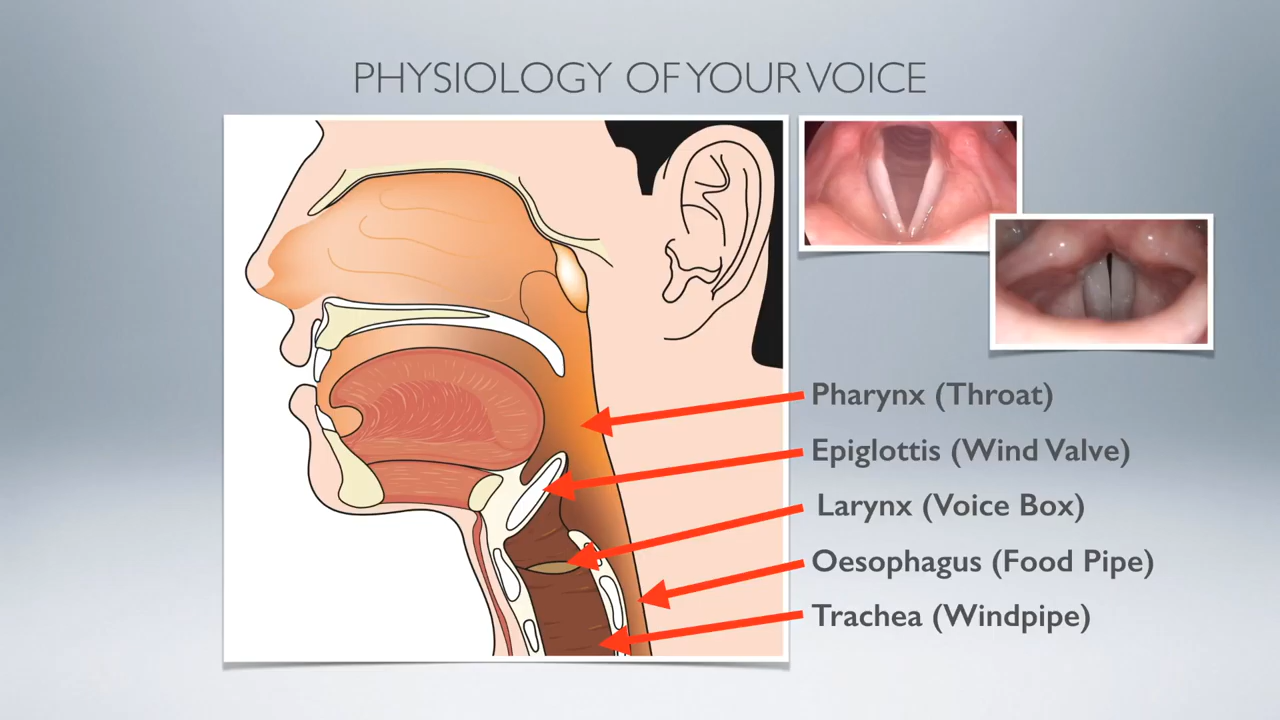 PHYSIOLOGY OF YOUR VOICE
Pharynx (Throat)
Epiglottis (Wind Valve)
Larynx (Voice Box)
Oesophagus (Food Pipe)
Trachea (Windpipe)